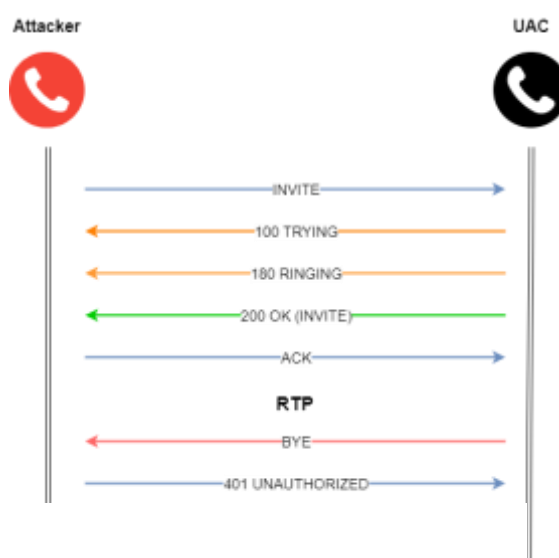 Attacker
UAC
INVITE
100 TRYING
180 RINGING
200 OK (INVITE)
ACK
RTP
BYE
401 UNAUTHORIZED